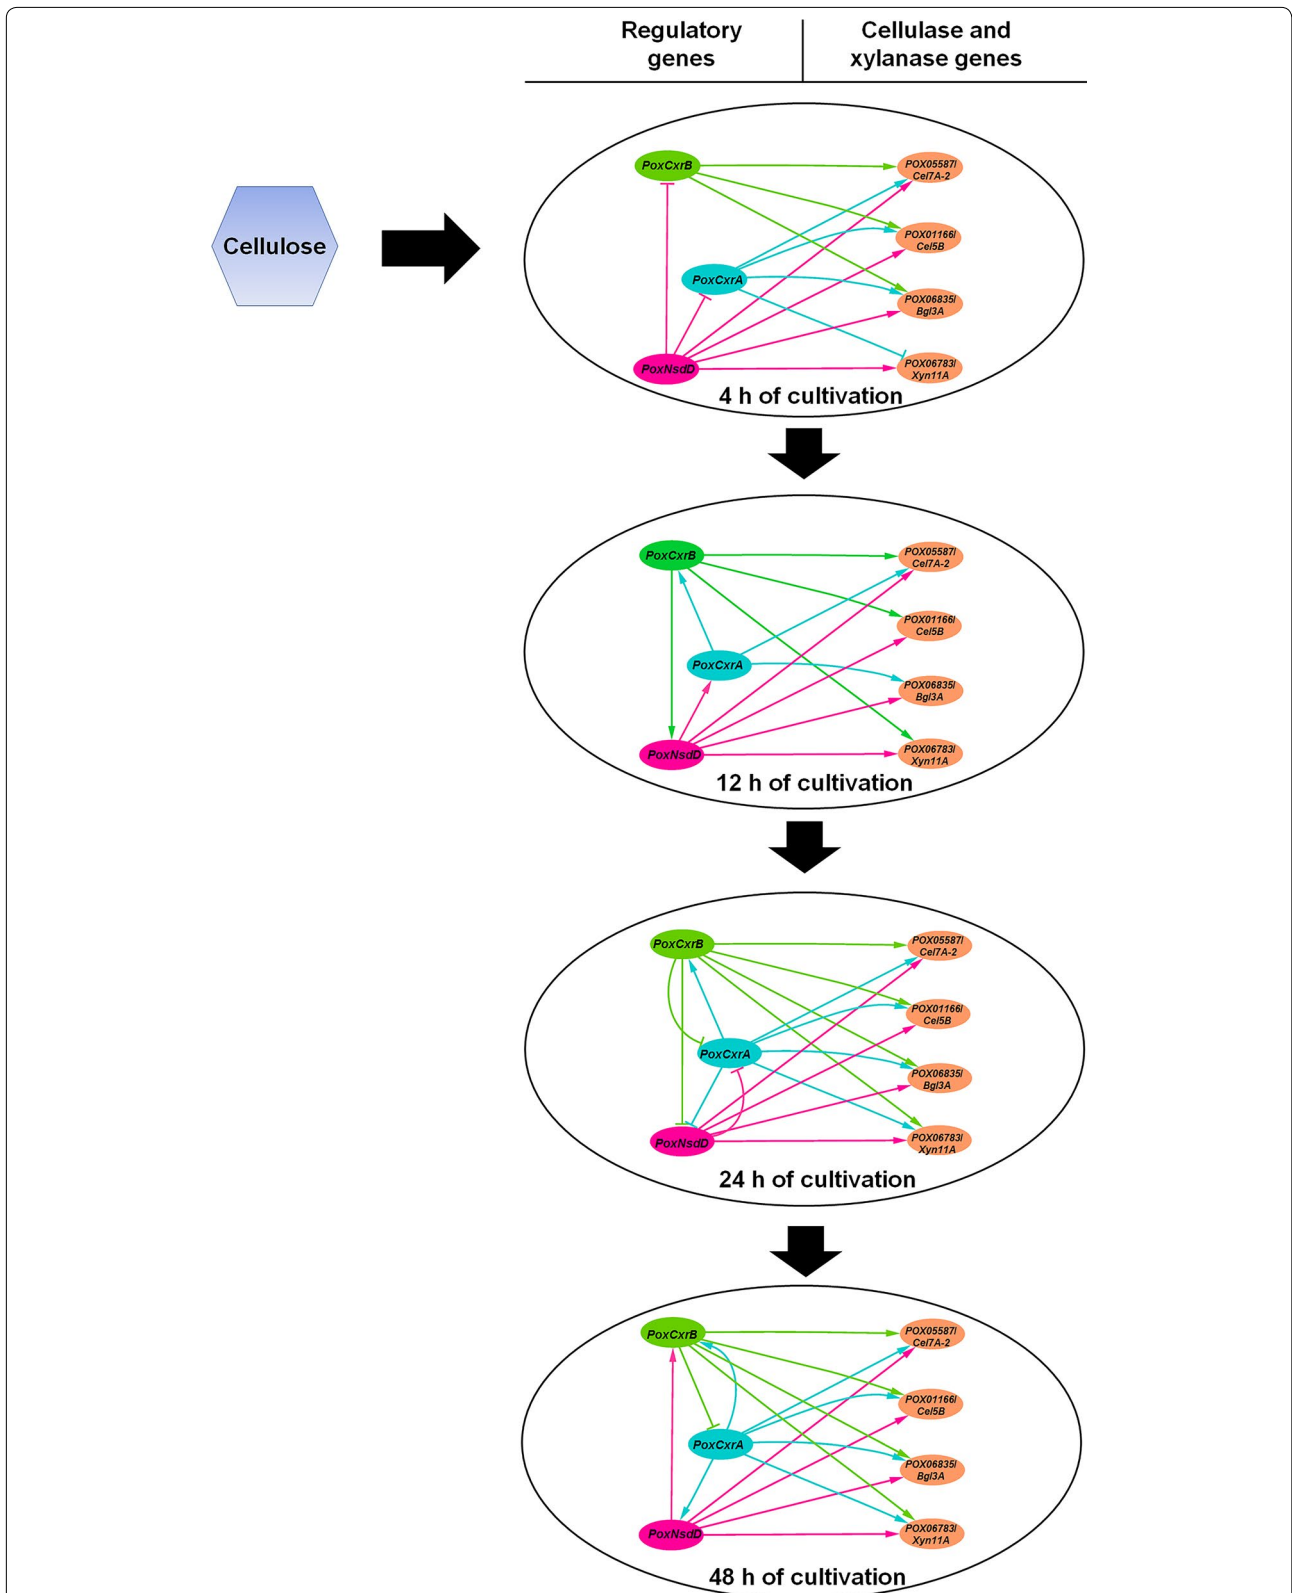 Regulatory
genes
Cellulase and
xylanase genes
Cellulose
PoxCxrB
POX05587/
Cel7A-2
POX01166/
Cel5B
PoxCxrA
POX06835/
Bgl3A
PoxNsdD
POX06783/
Xyn11A
4 h of cultivation
PoxCxrB
POX05587/
Cel7A-2
POX01166/
Cel5B
PoxCxrA
POX06835/
Bgl3A
PoxNsdD
POX06783/
Xyn11A
12 h of cultivation
PoxCxrB
POX05587/
Cel7A-2
POX01166/
Cel5B
PoxCxrA
POX06835/
Bgl3A
PoxNsdD
POX06783/
Xyn11A
24 h of cultivation
PoxCxrB
POX05587/
Cel7A-2
POX01166/
Cel5B
PoxCxrA
POX06835/
Bgl3A
PoxNsdD
POX06783/
Xyn11A
48 h of cultivation